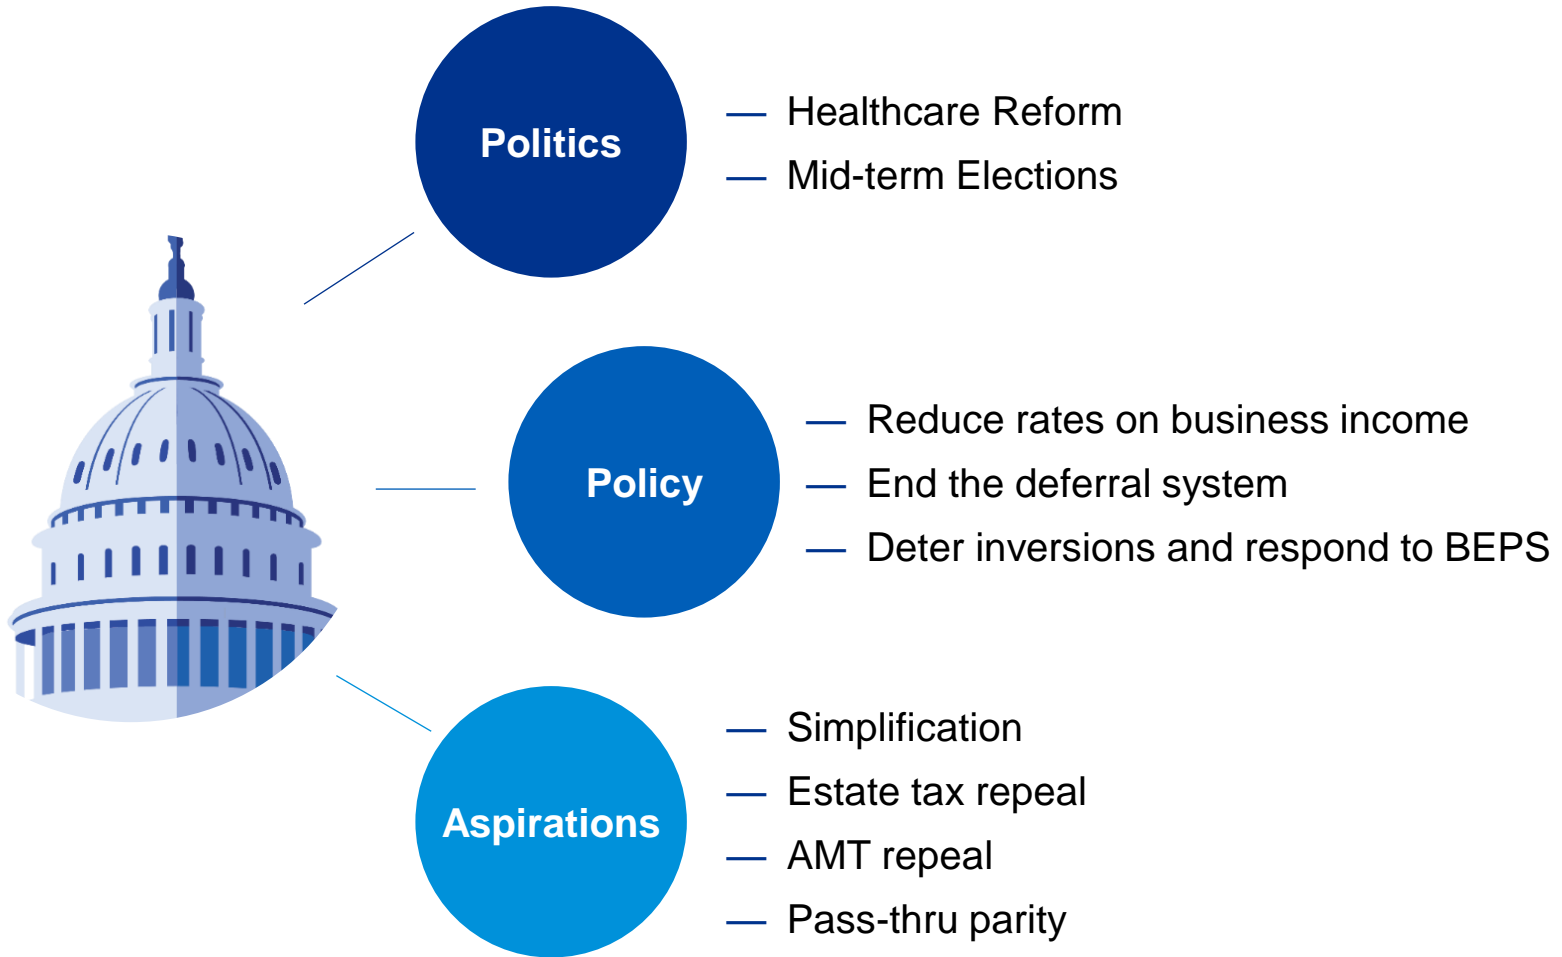 Politics
— Healthcare Reform
— Mid-term Elections
Policy
— Reduce rates on business income
— End the deferral system
— Deter inversions and respond to BEPS
Aspirations
— Simplification
— Estate tax repeal
— AMT repeal
— Pass-thru parity